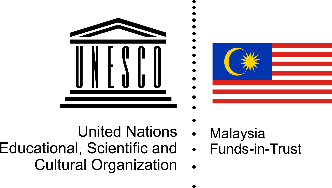 UNESCO
United Nations
Educational, Scientific and
Cultural Organization
Malaysia
Funds-in-Trust